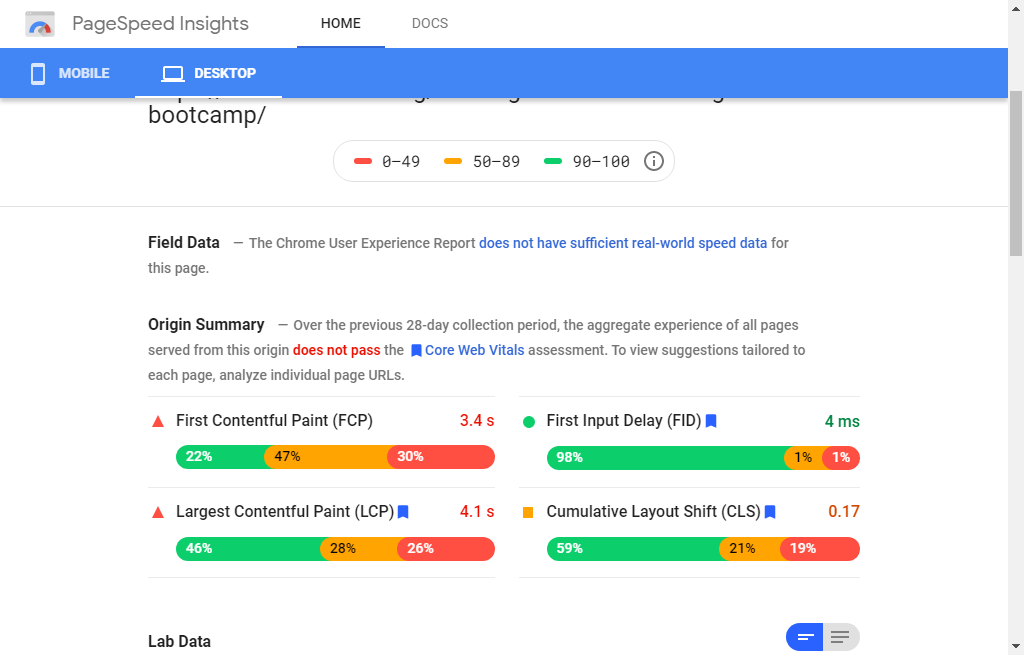 PageSpeed Insights HOME DOCS
MOBILE DESKTOP
bootcamp/
0–49 50–89 90–100
Field Data — The Chrome User Experience Report does not have sufficient real-world speed data for
this page.
Origin Summary — Over the previous 28-day collection period, the aggregate experience of all pages
served from this origin does not pass the Core Web Vitals assessment. To view suggestions tailored to
each page, analyze individual page URLs.
First Contentful Paint (FCP) 3.4 s
22% 47% 30%
First Input Delay (FID) 4 ms
98% 1% 1%
Largest Contentful Paint (LCP) 4.1 s
46% 28% 26%
Cumulative Layout Shift (CLS) 0.17
59% 21% 19%
Lab Data